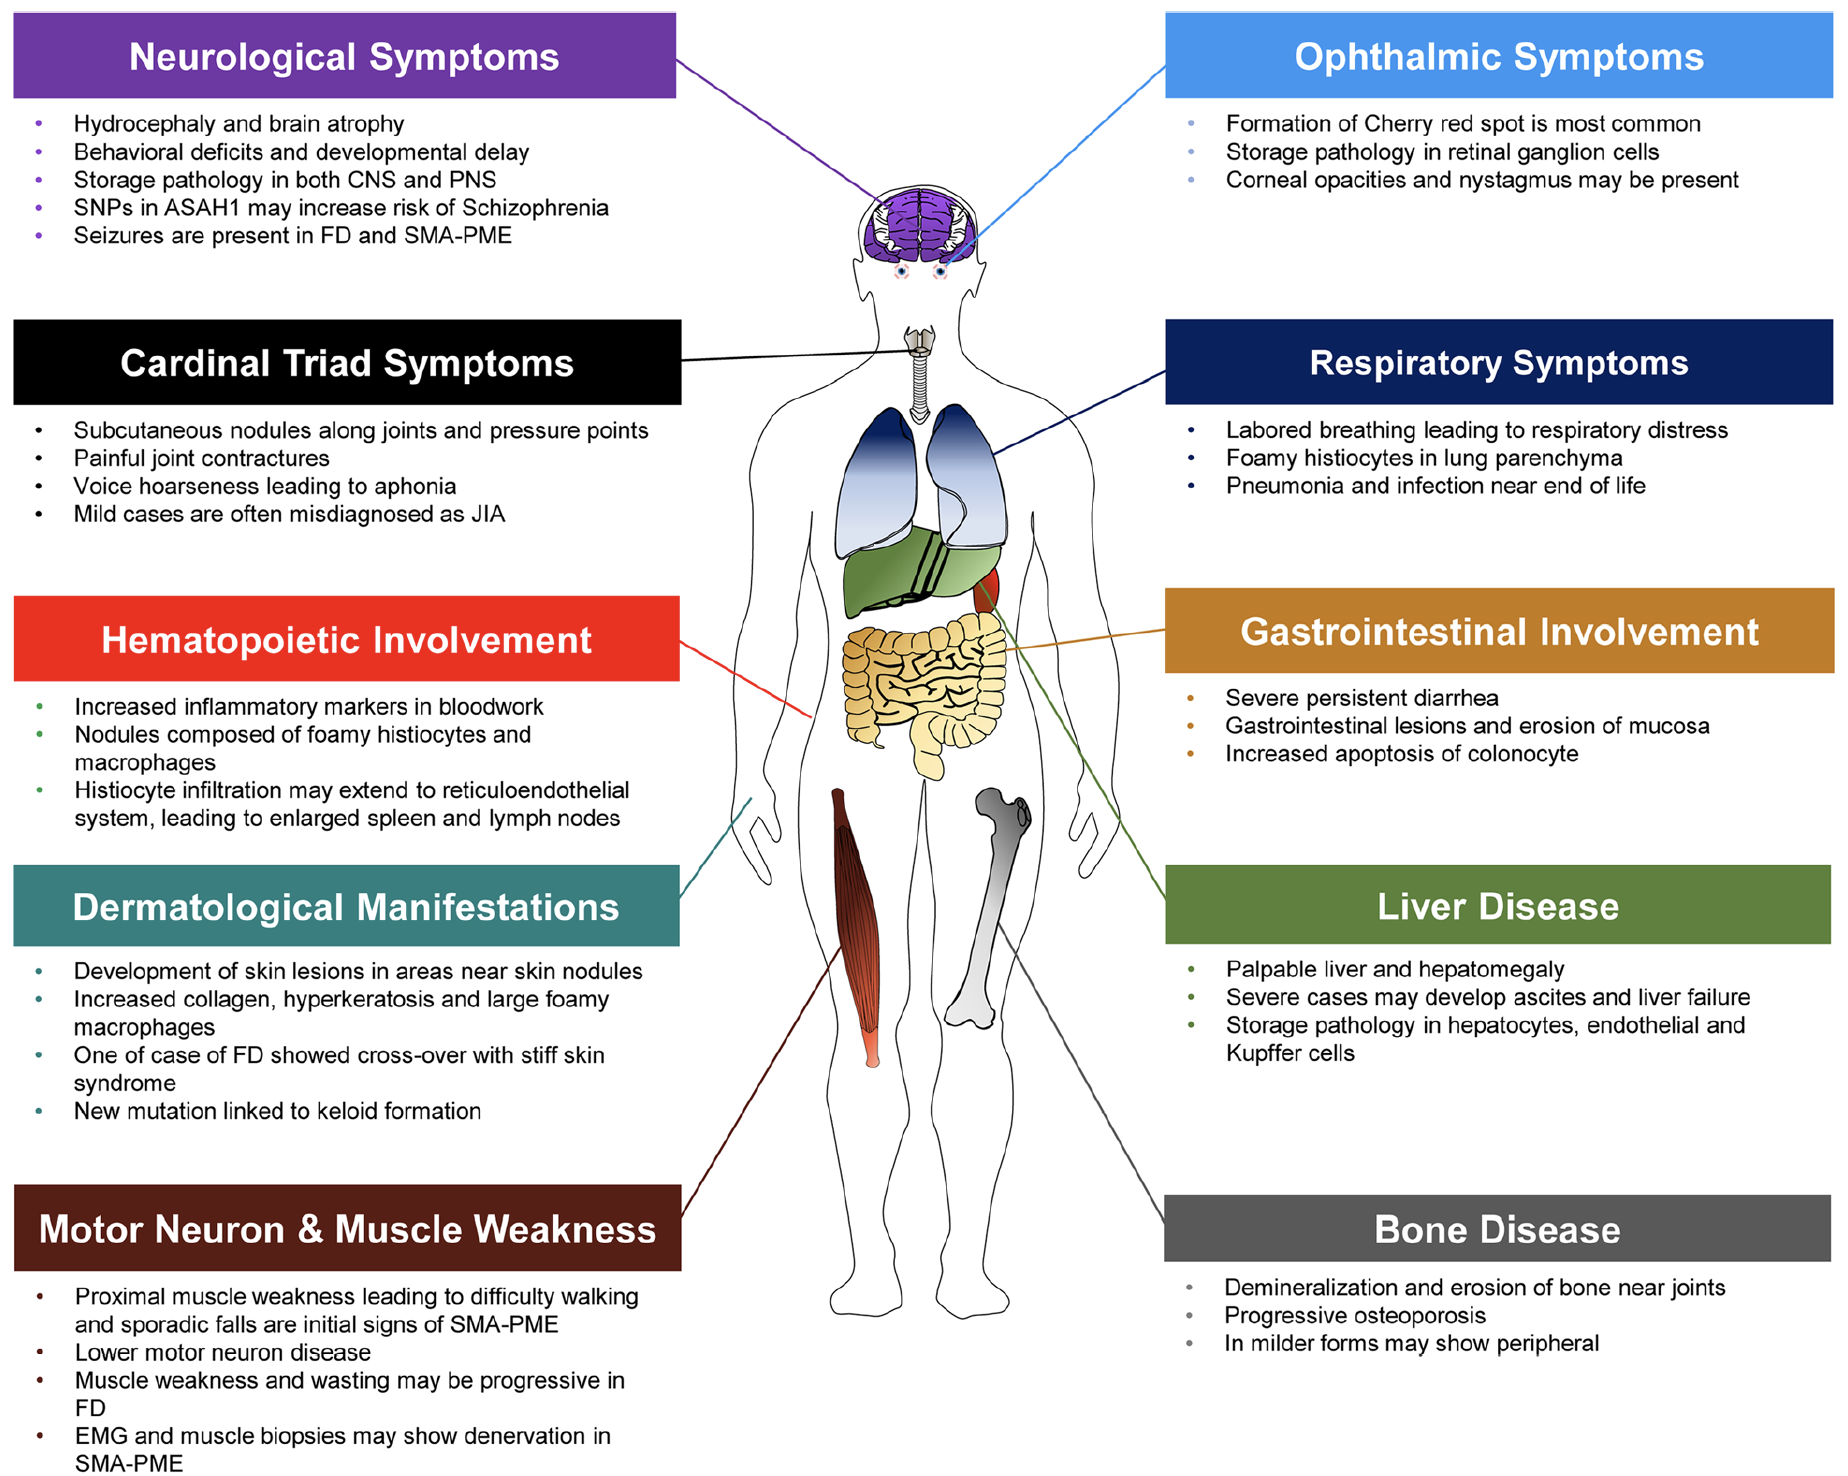 Neurological Symptoms
• Hydrocephaly and brain atrophy
• Behavioral deficits and developmental delay
• Storage pathology in both CNS and PNS
• SNPs in ASAH1 may increase risk of Schizophrenia
• Seizures are present in FD and SMA-PME
Cardinal Triad Symptoms
• Subcutaneous nodules along joints and pressure points
• Painful joint contractures
• Voice hoarseness leading to aphonia
• Mild cases are often misdiagnosed as JIA
Hematopoietic Involvement
• Increased inflammatory markers in bloodwork
• Nodules composed of foamy histiocytes and
macrophages
• Histiocyte infiltration may extend to reticuloendothelial
system, leading to enlarged spleen and lymph nodes
Dermatological Manifestations
• Development of skin lesions in areas near skin nodules
• Increased collagen, hyperkeratosis and large foamy
macrophages
• One of case of FD showed cross-over with stiff skin
syndrome
• New mutation linked to keloid formation
Motor Neuron & Muscle Weakness
• Proximal muscle weakness leading to difficulty walking
and sporadic falls are initial signs of SMA-PME
• Lower motor neuron disease
• Muscle weakness and wasting may be progressive in
FD
• EMG and muscle biopsies may show denervation in
SMA-PME
Ophthalmic Symptoms
• Formation of Cherry red spot is most common
• Storage pathology in retinal ganglion cells
• Corneal opacities and nystagmus may be present
Respiratory Symptoms
• Labored breathing leading to respiratory distress
• Foamy histiocytes in lung parenchyma
• Pneumonia and infection near end of life
Gastrointestinal Involvement
• Severe persistent diarrhea
• Gastrointestinal lesions and erosion of mucosa
• Increased apoptosis of colonocyte
Liver Disease
• Palpable liver and hepatomegaly
• Severe cases may develop ascites and liver failure
• Storage pathology in hepatocytes, endothelial and
Kupffer cells
Bone Disease
• Demineralization and erosion of bone near joints
• Progressive osteoporosis
• In milder forms may show peripheral